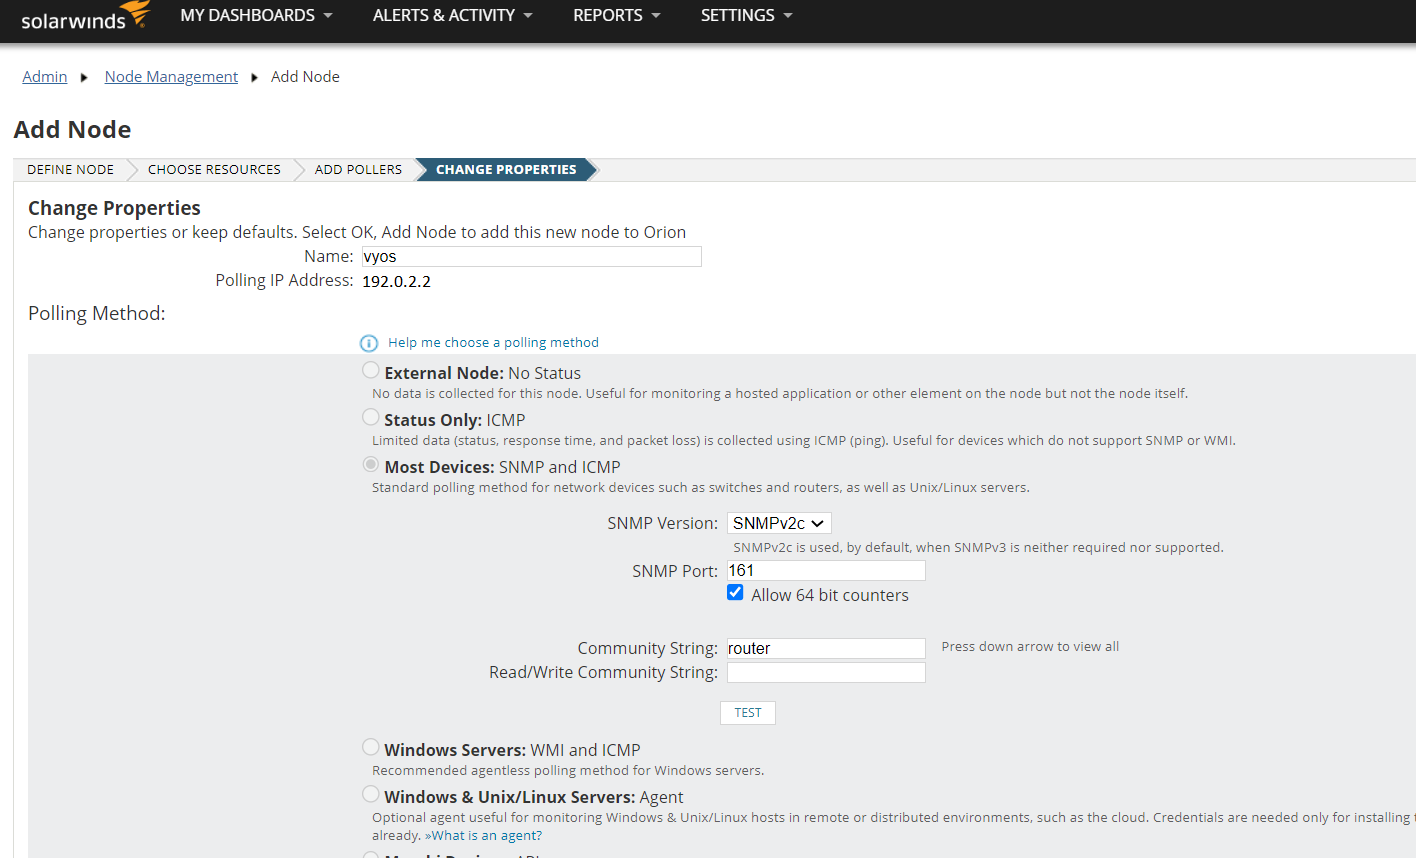 solarwinds MY DASHBOARDS ALERTS & ACTIVITY REPORTS SETTINGS
Admin Node Management Add Node
Add Node
DEFINE NODE CHOOSE RESOURCES ADD POLLERS CHANGE PROPERTIES
Change Properties
Change properties or keep defaults. Select OK, Add Node to add this new node to Orion
Name: vyos
Polling IP Address: 192.0.2.2
Polling Method:
Help me choose a polling method
External Node: No Status
No data is collected for this node. Useful for monitoring a hosted application or other element on the node but not the node itself.
Status Only: ICMP
Limited data (status, response time, and packet loss) is collected using ICMP (ping). Useful for devices which do not support SNMP or WMI.
Most Devices: SNMP and ICMP
Standard polling method for network devices such as switches and routers, as well as Unix/Linux servers.
SNMP Version: SNMPv2c
SNMPv2c is used, by default, when SNMPv3 is neither required nor supported.
SNMP Port: 161
Allow 64 bit counters
Community String: router Press down arrow to view all
Read/Write Community String:
TEST
Windows Servers: WMI and ICMP
Recommended agentless polling method for Windows servers.
Windows & Unix/Linux Servers: Agent
Optional agent useful for monitoring Windows & Unix/Linux hosts in remote or distributed environments, such as the cloud. Credentials are needed only for installing
already. »What is an agent?